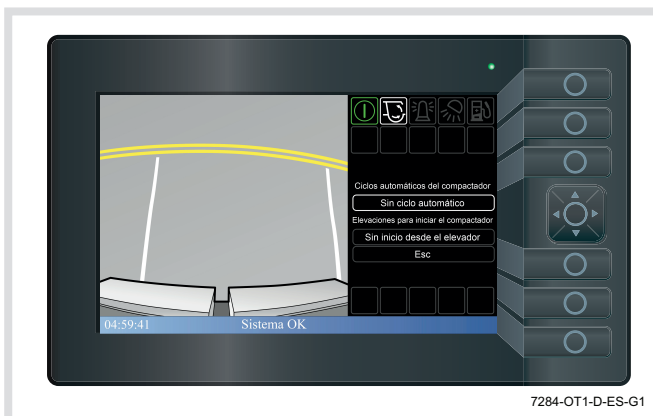 Ciclos automáticos del compactador
Sin ciclo automático
Elevaciones para iniciar el compactador
Sin inicio desde el elevador
Esc
04:59:41 Sistema OK
7284-OT1-D-ES-G1